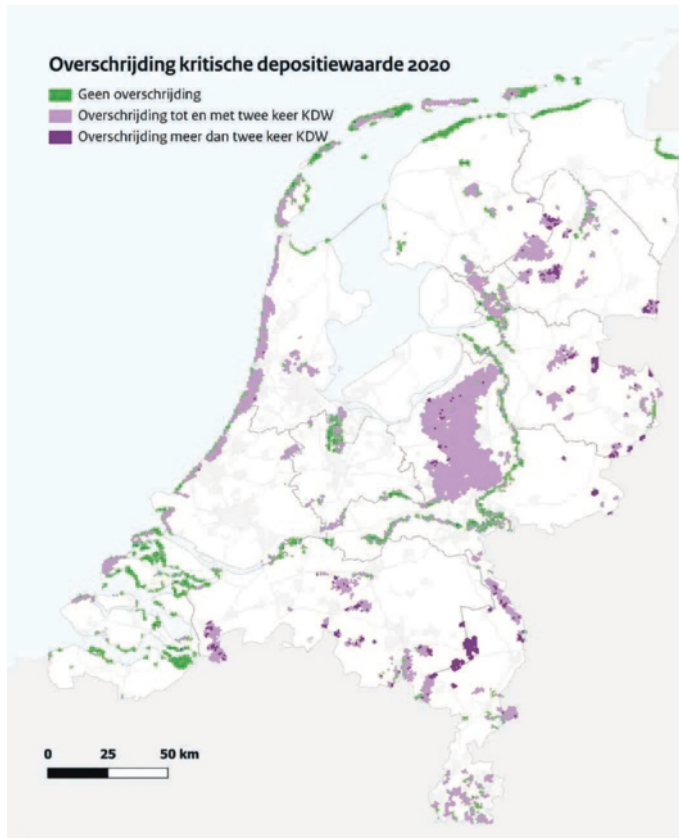 Overschrijding kritische depositiewaarde 2020
Geen overschrijding
Overschrijding tot en met twee keer KDW
Overschrijding meer dan twee keer KDW
0 25 50 km